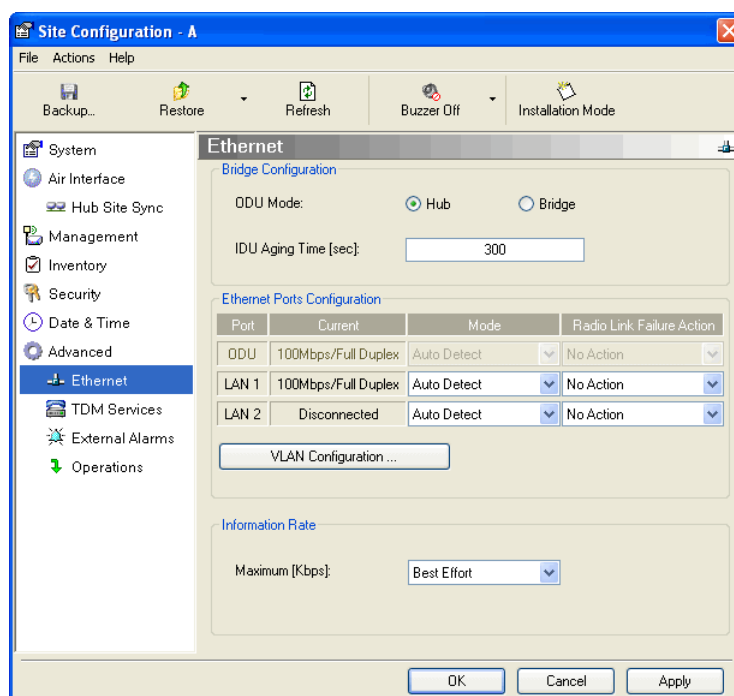 Site Configuration - A
File Actions Help
Backup... Restore Refresh Buzzer Off Installation Mode
System
Air Interface
Hub Site Sync
Management
Inventory
Security
Date & Time
Advanced
Ethernet
TDM Services
External Alarms
Operations
Ethernet
Bridge Configuration
ODU Mode: Hub Bridge
IDU Aging Time [sec]: 300
Ethernet Ports Configuration
Port Current Mode Radio Link Failure Action
ODU 100Mbps/Full Duplex Auto Detect No Action
LAN 1 100Mbps/Full Duplex Auto Detect No Action
LAN 2 Disconnected Auto Detect No Action
VLAN Configuration ...
Information Rate
Maximum [Kbps]: Best Effort
OK Cancel Apply